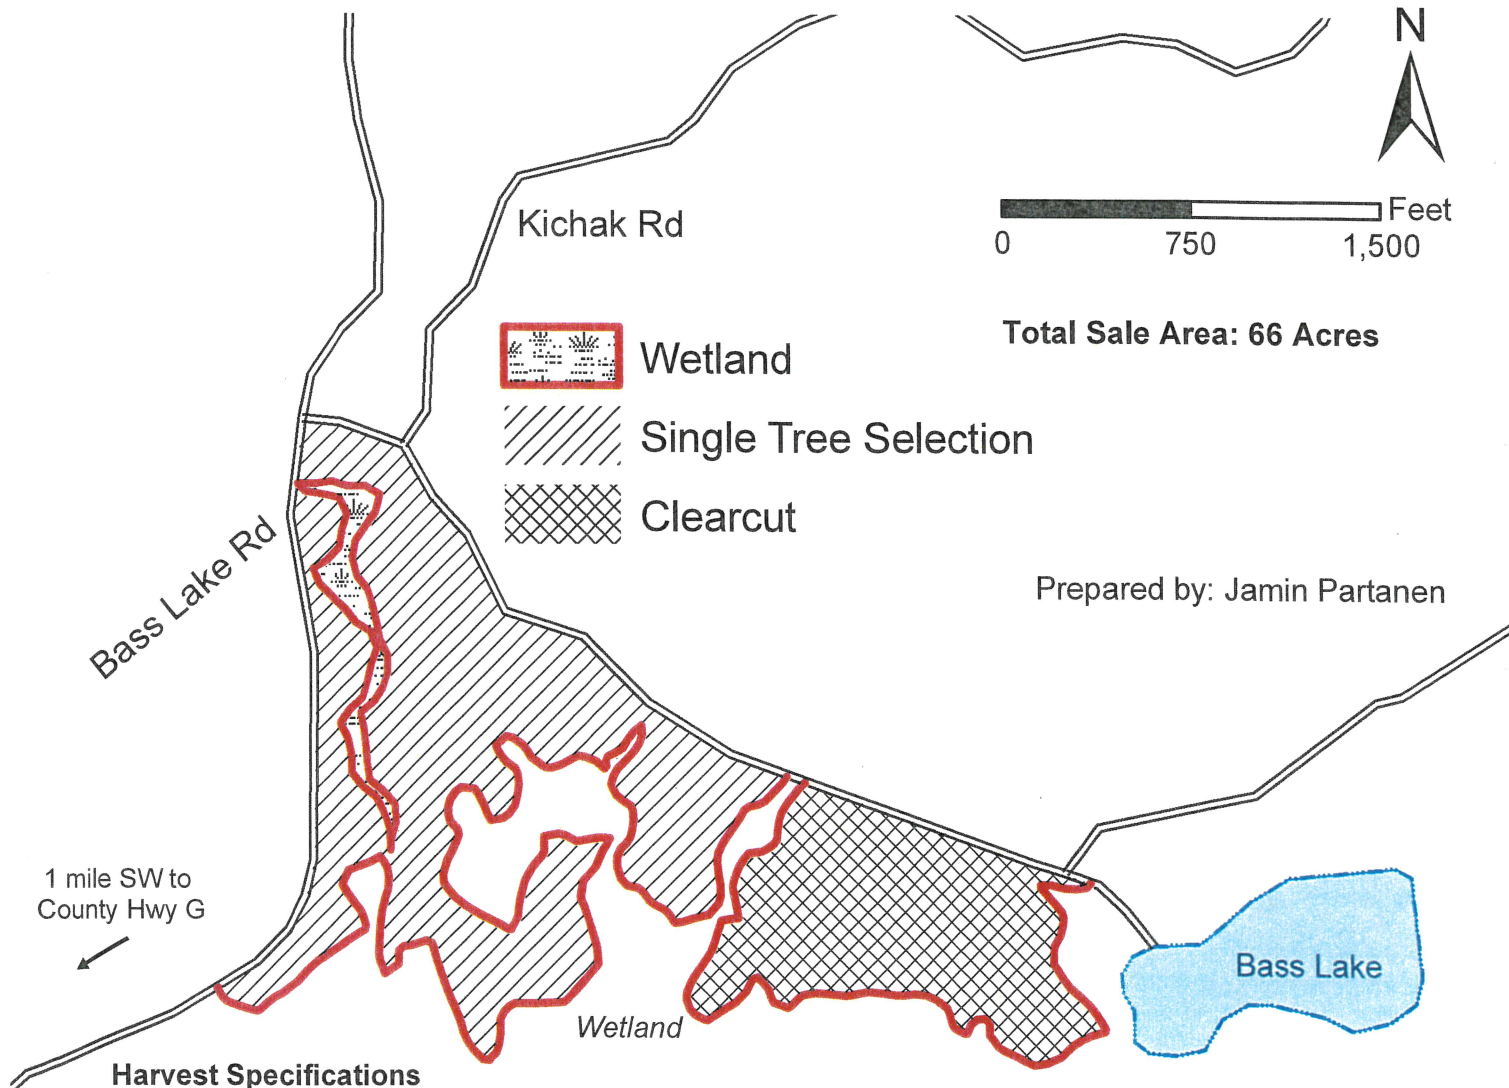 N
Feet
0 750 1,500
Kichak Rd
Total Sale Area: 66 Acres
Wetland
Single Tree Selection
Clearcut
Bass Lake Rd
Prepared by: Jamin Partanen
1 mile SW to
County Hwy G
Bass Lake
Wetland
Harvest Specifications